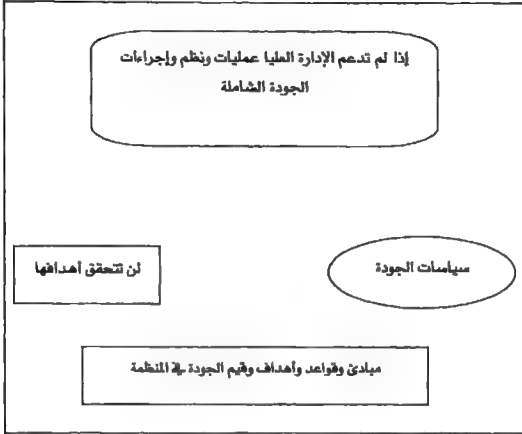 إذا لم تدعم الإدارة العليا عمليات ونظم وإجراءات
الجودة الشاملة
سياسات الجودة
لن تتحقق أهدافها
مبادئ وقواعد وأهداف وقيم الجودة في المنظمة